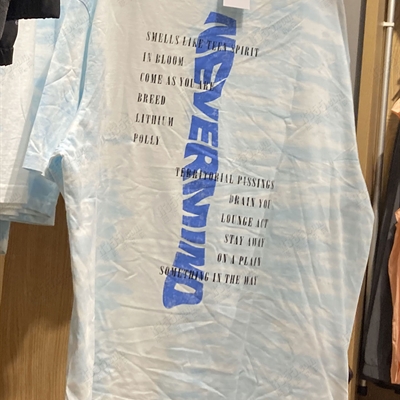 NEVERMIND
SMELLS LIKE TEEN SPIRIT
IN BLOOM
COME AS YOU ARE
BREED
LITHIUM
POLLY
TERRITORIAL PISSINGS
DRAIN YOU
LOUNGE ACT
STAY AWAY
ON A PLAIN
SOMETHING IN THE WAY